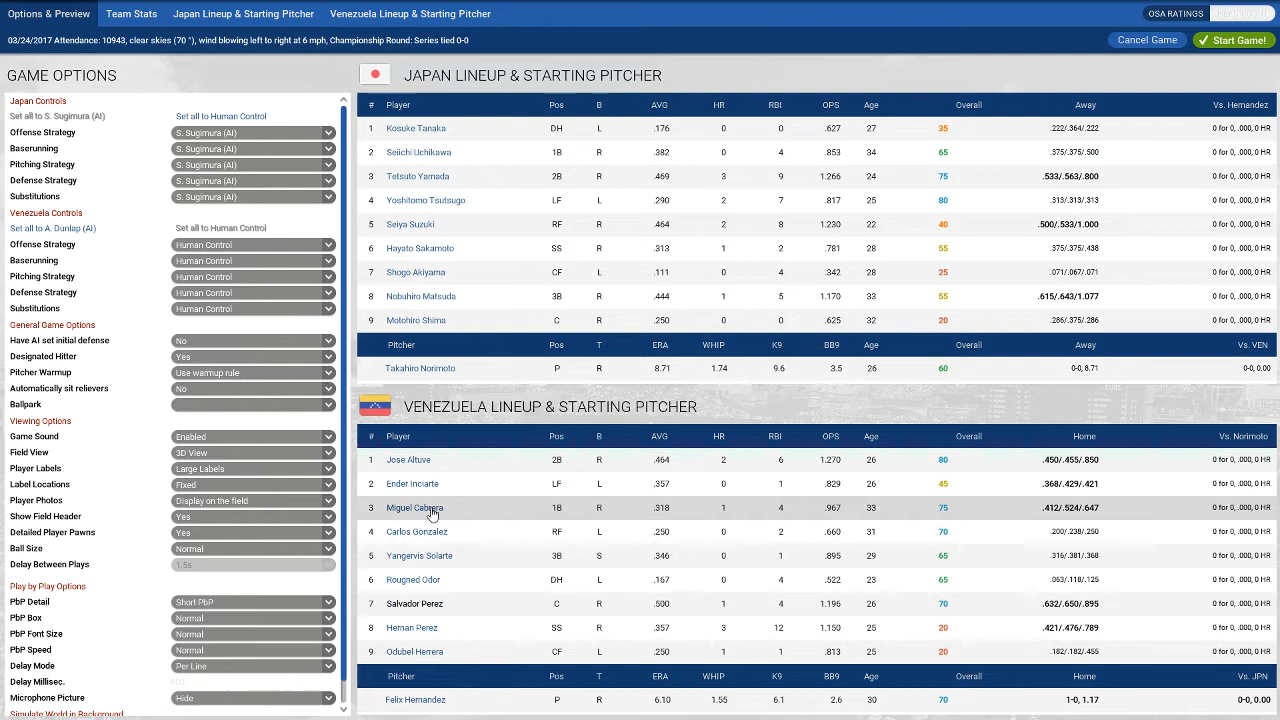 Options & Preview Team Stats Japan Lineup & Starting Pitcher Venezuela Lineup & Starting Pitcher OSA RATINGS
03/24/2017 Attendance: 10943, clear skies (70 °), wind blowing left to right at 6 mph, Championship Round: Series tied 0-0 Cancel Game Start Game!
GAME OPTIONS
Japan Controls
Set all to S. Sugimura (AI) Set all to Human Control
Offense Strategy S. Sugimura (AI)
Baserunning S. Sugimura (AI)
Pitching Strategy S. Sugimura (AI)
Defense Strategy S. Sugimura (AI)
Substitutions S. Sugimura (AI)
Venezuela Controls
Set all to A. Dunlap (AI) Set all to Human Control
Offense Strategy Human Control
Baserunning Human Control
Pitching Strategy Human Control
Defense Strategy Human Control
Substitutions Human Control
General Game Options
Have AI set initial defense No
Designated Hitter Yes
Pitcher Warmup Use warmup rule
Automatically sit relievers No
Ballpark
Viewing Options
Game Sound Enabled
Field View 3D View
Player Labels Large Labels
Label Locations Fixed
Player Photos Display on the field
Show Field Header Yes
Detailed Player Pawns Yes
Ball Size Normal
Delay Between Plays 1.5s
Play by Play Options
PbP Detail Short PbP
PbP Box Normal
PbP Font Size Normal
PbP Speed Normal
Delay Mode Per Line
Delay Millisec. 600
Microphone Picture Hide
Simulate World in Background
JAPAN LINEUP & STARTING PITCHER
# Player Pos B AVG HR RBI OPS Age Overall Away Vs. Hernandez
1 Kosuke Tanaka DH L .176 0 0 .627 27 35 .222/.364/.222 0 for 0, .000, 0 HR
2 Seiichi Uchikawa 1B R .382 0 4 .853 34 65 .375/.375/.500 0 for 0, .000, 0 HR
3 Tetsuto Yamada 2B R .469 3 9 1.266 24 75 .533/.563/.800 0 for 0, .000, 0 HR
4 Yoshitomo Tsutsugo LF L .290 2 7 .817 25 80 .313/.313/.313 0 for 0, .000, 0 HR
5 Seiya Suzuki RF R .464 2 8 1.230 22 40 .500/.533/1.000 0 for 0, .000, 0 HR
6 Hayato Sakamoto SS R .313 1 2 .781 28 55 .375/.375/.438 0 for 0, .000, 0 HR
7 Shogo Akiyama CF L .111 0 4 .342 28 25 .071/.067/.071 0 for 0, .000, 0 HR
8 Nobuhiro Matsuda 3B R .444 1 5 1.170 33 55 .615/.643/1.077 0 for 0, .000, 0 HR
9 Motohiro Shima C R .250 0 0 .625 32 20 .286/.375/.286 0 for 0, .000, 0 HR
Pitcher Pos T ERA WHIP K9 BB9 Age Overall Away Vs. VEN
Takahiro Norimoto P R 8.71 1.74 9.6 3.5 26 60 0-0, 8.71 0-0, 0.00
VENEZUELA LINEUP & STARTING PITCHER
# Player Pos B AVG HR RBI OPS Age Overall Home Vs. Norimoto
1 Jose Altuve 2B R .464 2 6 1.270 26 80 .450/.455/.850 0 for 0, .000, 0 HR
2 Ender Inciarte LF L .357 0 1 .829 26 45 .368/.429/.421 0 for 0, .000, 0 HR
3 Miguel Cabrera 1B R .318 1 4 .967 33 75 .412/.524/.647 0 for 0, .000, 0 HR
4 Carlos Gonzalez RF L .250 0 2 .660 31 70 .200/.238/.250 0 for 0, .000, 0 HR
5 Yangervis Solarte 3B S .346 0 1 .895 29 65 .316/.381/.368 0 for 0, .000, 0 HR
6 Rougned Odor DH L .167 0 4 .522 23 65 .063/.118/.125 0 for 0, .000, 0 HR
7 Salvador Perez C R .500 1 4 1.196 26 70 .632/.650/.895 0 for 0, .000, 0 HR
8 Hernan Perez SS R .327 3 12 1.150 25 20 .421/.476/.789 0 for 0, .000, 0 HR
9 Odubel Herrera CF L .250 1 1 .813 25 20 .182/.182/.455 0 for 0, .000, 0 HR
Pitcher Pos T ERA WHIP K9 BB9 Age Overall Home Vs. JPN
Felix Hernandez P R 6.10 1.55 6.1 2.6 30 70 1-0, 1.17 0-0, 0.00